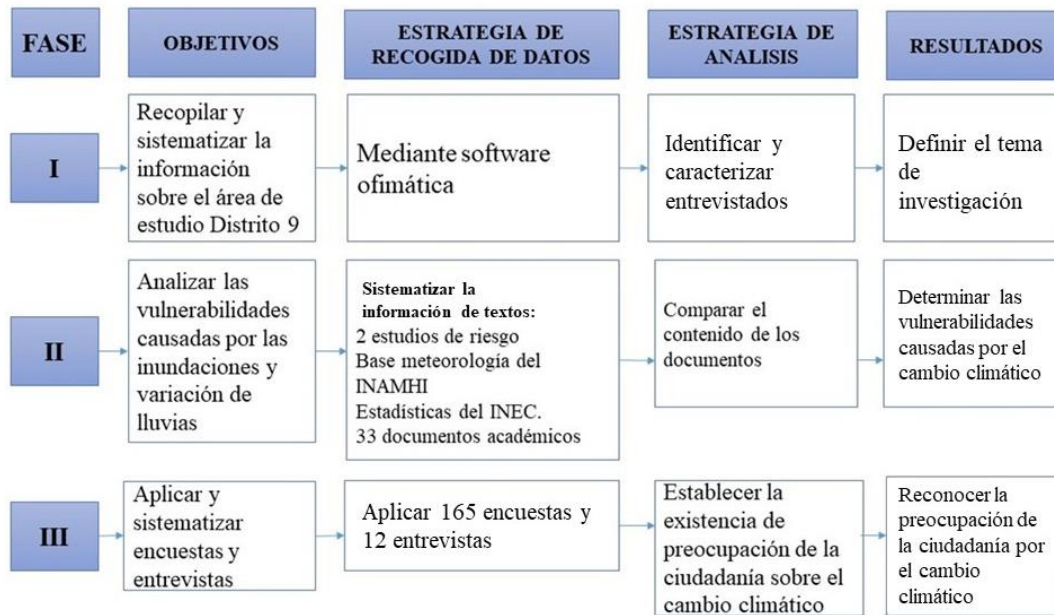 FASE
OBJETIVOS
ESTRATEGIA DE
RECOGIDA DE DATOS
ESTRATEGIA DE
ANALISIS
RESULTADOS
I
Recopilar y
sistematizar la
información
sobre el área de
estudio Distrito 9
Mediante software
ofimática
Identificar y
caracterizar
entrevistados
Definir el tema
de
investigación
II
Analizar las
vulnerabilidades
causadas por las
inundaciones y
variación de
lluvias
Sistematizar la
información de textos:
2 estudios de riesgo
Base meteorología del
INAMHI
Estadísticas del INEC.
33 documentos académicos
Comparar el
contenido de los
documentos
Determinar las
vulnerabilidades
causadas por el
cambio climático
III
Aplicar y
sistematizar
encuestas y
entrevistas
Aplicar 165 encuestas y
12 entrevistas
Establecer la
existencia de
preocupación de la
ciudadanía sobre el
cambio climático
Reconocer la
preocupación de
la ciudadanía por
el cambio
climático